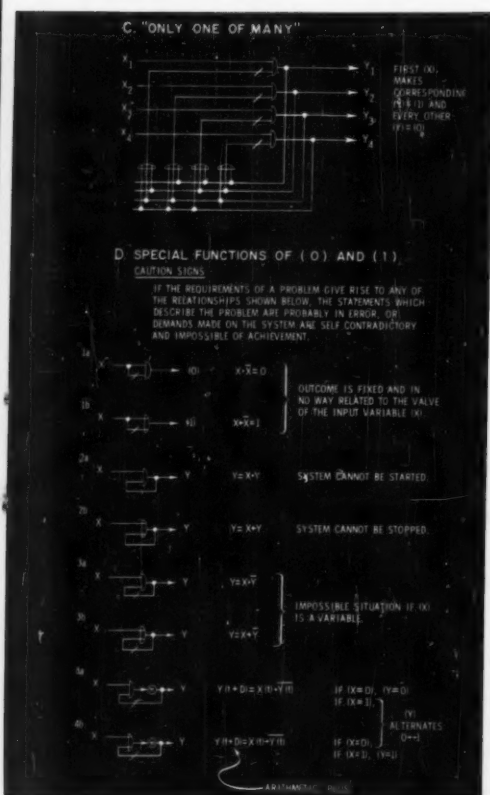 C. "ONLY ONE OF MANY"
X1
Y1
X2
Y2
X3
Y3
X4
Y4
FIRST (X),
MAKES
CORRESPONDING
(Y) = (1) AND
EVERY OTHER
(Y) = (0)
D. SPECIAL FUNCTIONS OF (0) AND (1)
CAUTION SIGNS
IF THE REQUIREMENTS OF A PROBLEM GIVE RISE TO ANY OF
THE RELATIONSHIPS SHOWN BELOW, THE STATEMENTS WHICH
DESCRIBE THE PROBLEM ARE PROBABLY IN ERROR, OR
DEMANDS MADE ON THE SYSTEM ARE SELF CONTRADICTORY
AND IMPOSSIBLE OF ACHIEVEMENT.
1a X (0) X·X̅=0
1b X (1) X+X̅=1
OUTCOME IS FIXED AND IN
NO WAY RELATED TO THE VALVE
OF THE INPUT VARIABLE (X).
2a X Y Y=X·Y SYSTEM CANNOT BE STARTED.
2b X Y Y=X+Y SYSTEM CANNOT BE STOPPED.
3a X Y Y=X·Y̅
3b X Y Y=X+Y̅
IMPOSSIBLE SITUATION IF (X)
IS A VARIABLE.
4a X Y Y(t+D)=X(t)·Y̅(t) IF (X=0), (Y=0)
IF (X=1),
(Y)
ALTERNATES
0↔1
4b X Y Y(t+D)=X(t)+Y̅(t) IF (X=0),
IF (X=1), (Y=1)
ARITHMETIC PLUS